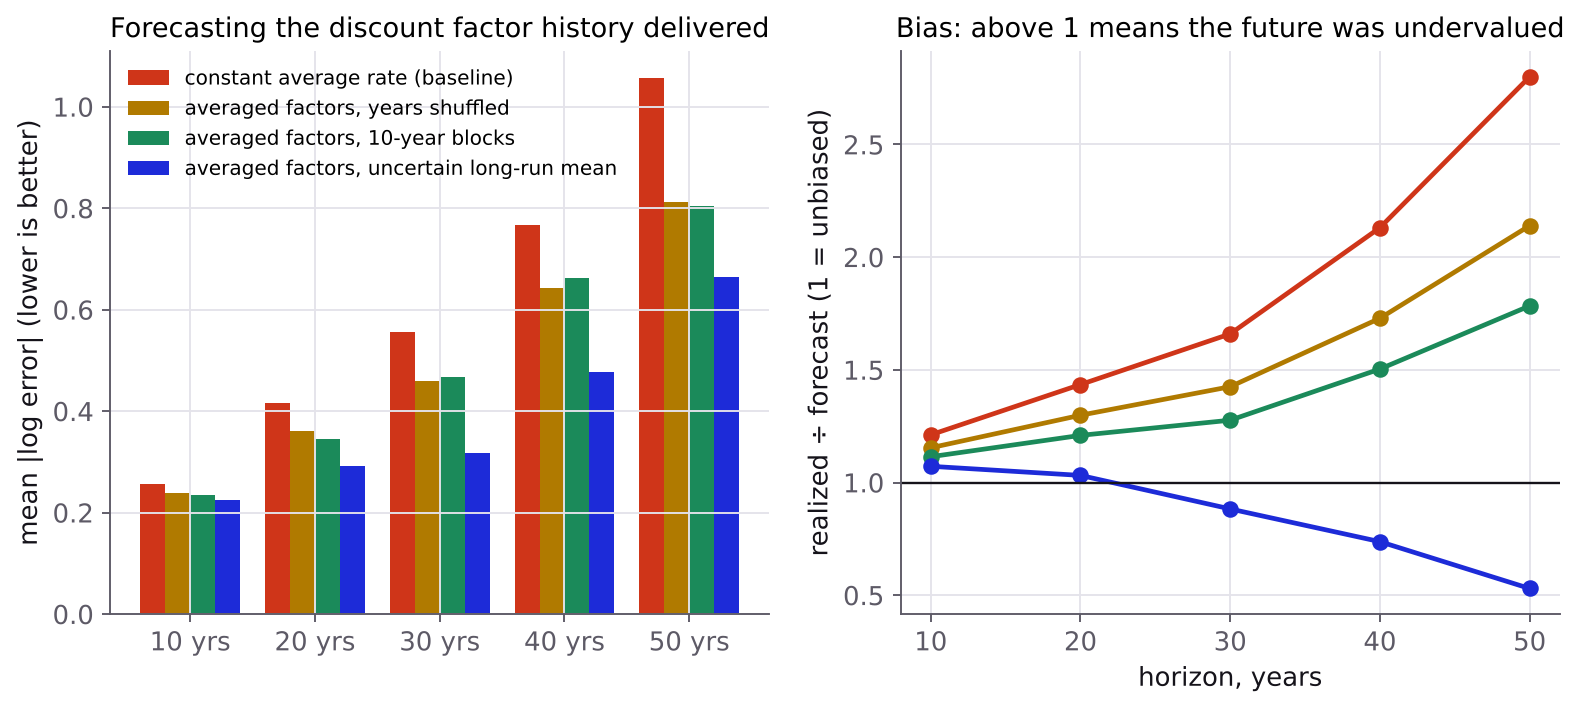 Forecasting the discount factor history delivered
mean |log error| (lower is better)
1.0
0.8
0.6
0.4
0.2
0.0
constant average rate (baseline)
averaged factors, years shuffled
averaged factors, 10-year blocks
averaged factors, uncertain long-run mean
10 yrs
20 yrs
30 yrs
40 yrs
50 yrs
Bias: above 1 means the future was undervalued
realized ÷ forecast (1 = unbiased)
2.5
2.0
1.5
1.0
0.5
10
20
30
40
50
horizon, years